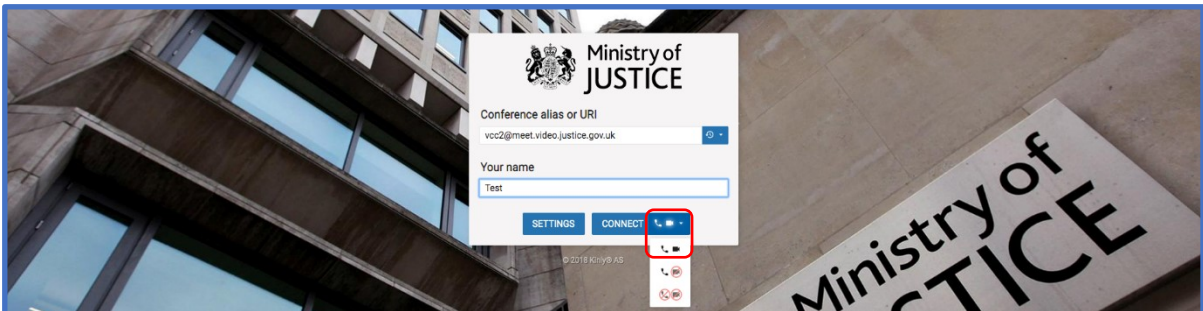 Ministry of
JUSTICE
Conference alias or URI
vcc2@meet.video.justice.gov.uk
Your name
Test
SETTINGS CONNECT
© 2018 Kinly® AS
Ministry of
JUSTICE